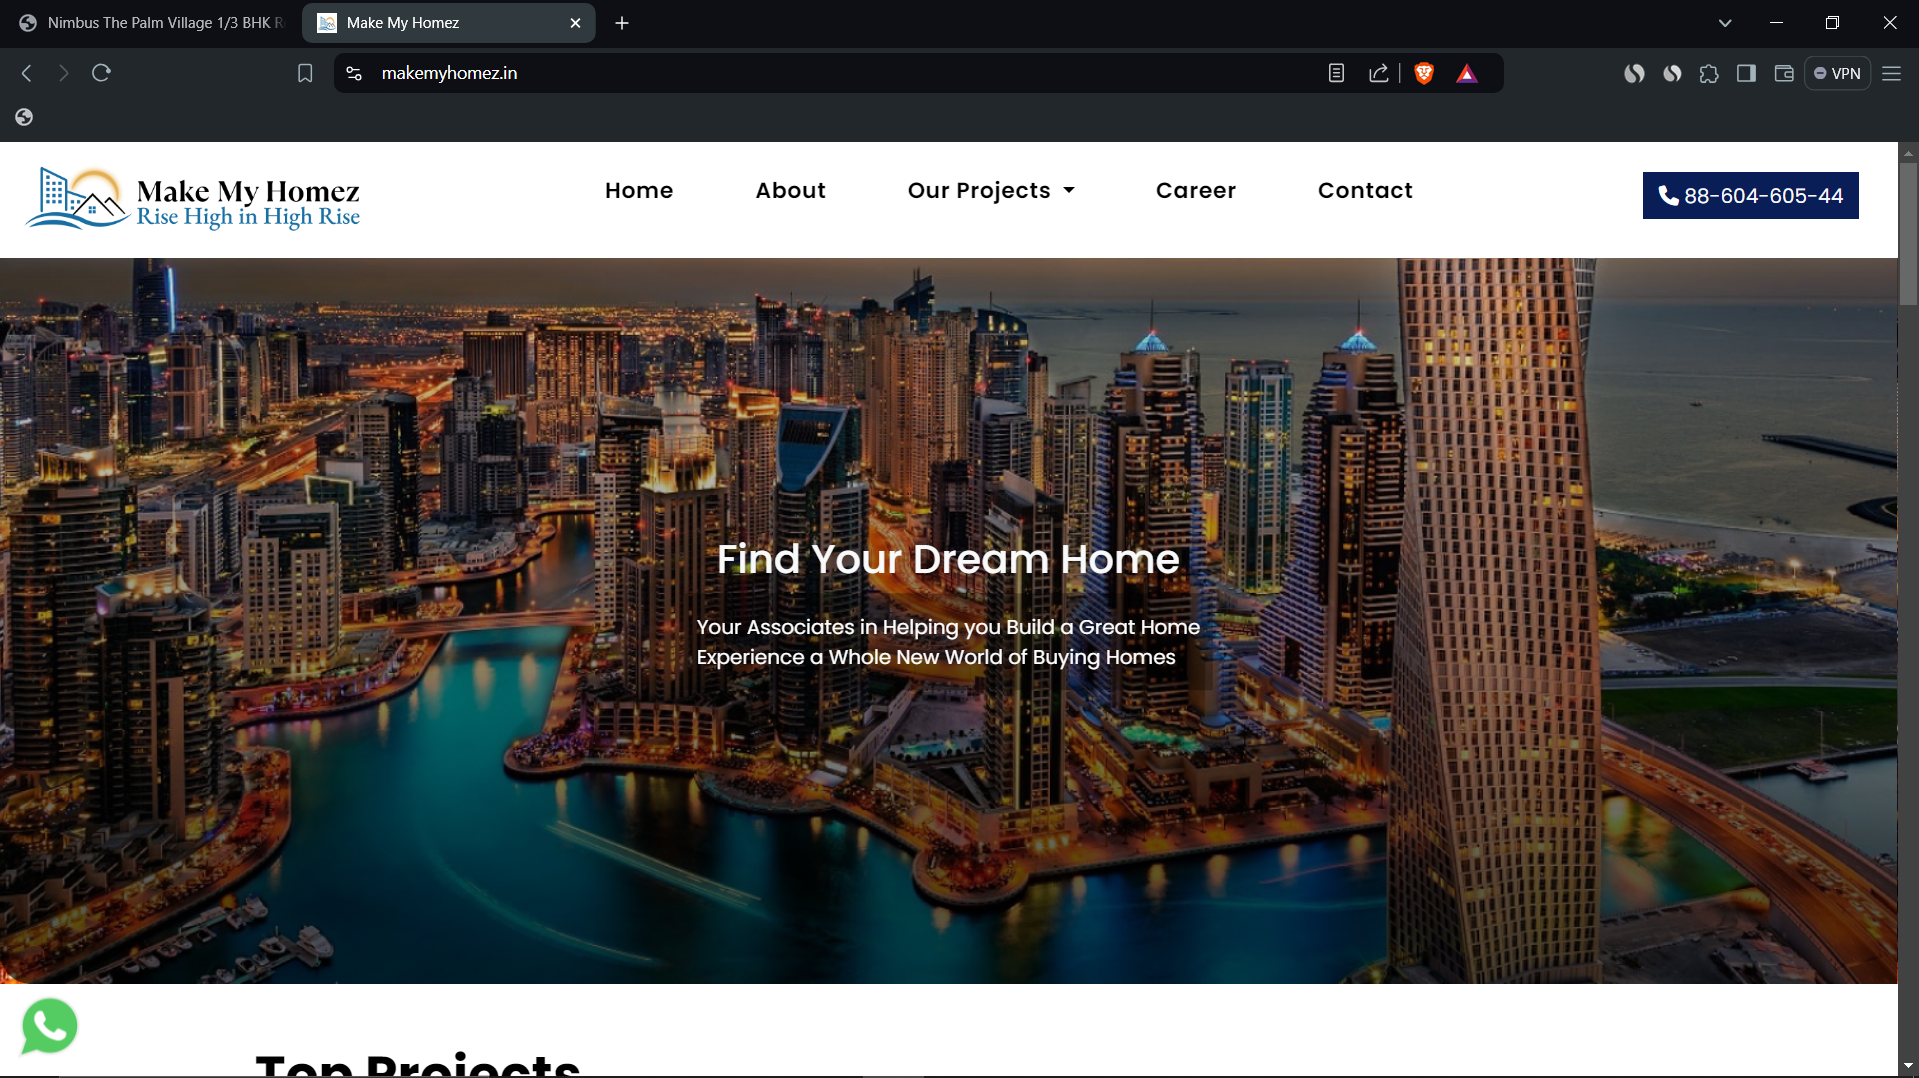 Nimbus The Palm Village 1/3 BHK R
Make My Homez
makemyhomez.in
VPN
Make My Homez
Rise High in High Rise
Home
About
Our Projects
Career
Contact
88-604-605-44
Find Your Dream Home
Your Associates in Helping you Build a Great Home
Experience a Whole New World of Buying Homes
Top Projects